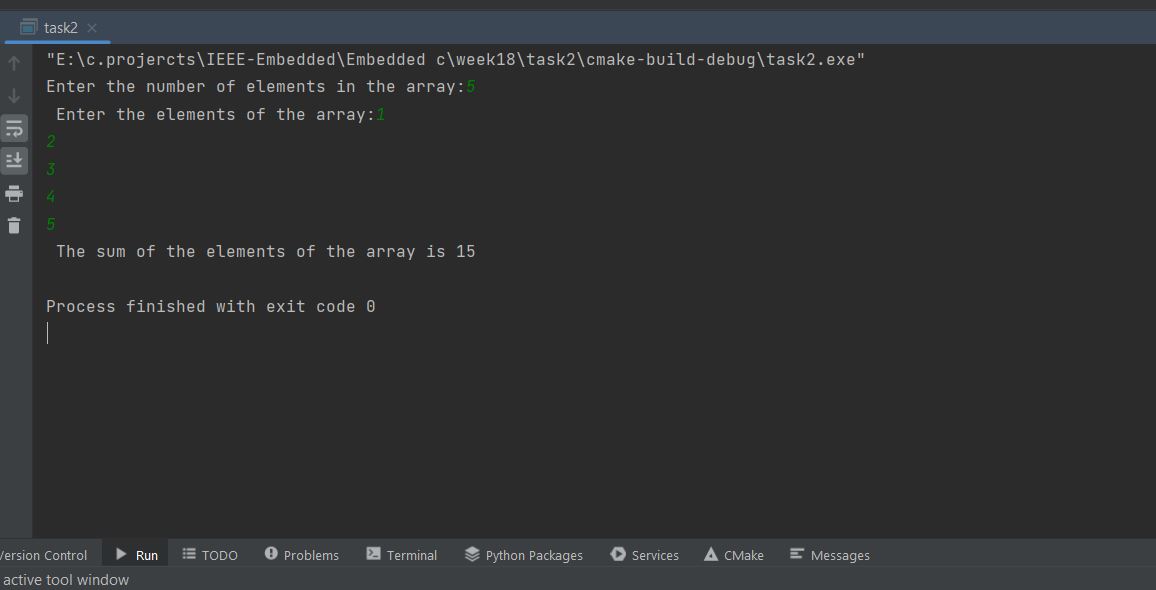 task2
"E:\c.projercts\IEEE-Embedded\Embedded c\week18\task2\cmake-build-debug\task2.exe"
Enter the number of elements in the array:5
Enter the elements of the array:1
2
3
4
5
The sum of the elements of the array is 15
Process finished with exit code 0
Version Control Run TODO Problems Terminal Python Packages Services CMake Messages
active tool window